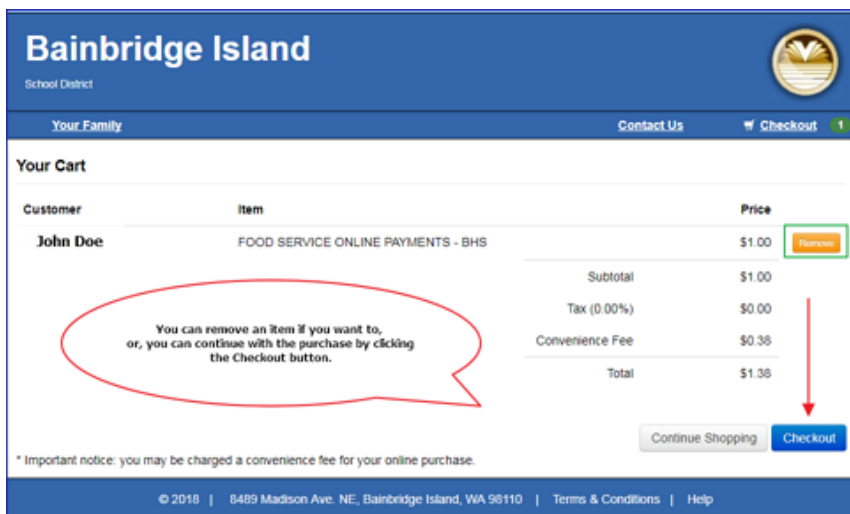 Bainbridge Island
School District
Your Family Contact Us Checkout 1
Your Cart
Customer Item Price
John Doe FOOD SERVICE ONLINE PAYMENTS - BHS $1.00 Remove
Subtotal $1.00
Tax (0.00%) $0.00
Convenience Fee $0.38
Total $1.38
You can remove an item if you want to,
or, you can continue with the purchase by clicking
the Checkout button.
Continue Shopping Checkout
* Important notice: you may be charged a convenience fee for your online purchase.
© 2018 | 8489 Madison Ave. NE, Bainbridge Island, WA 98110 | Terms & Conditions | Help